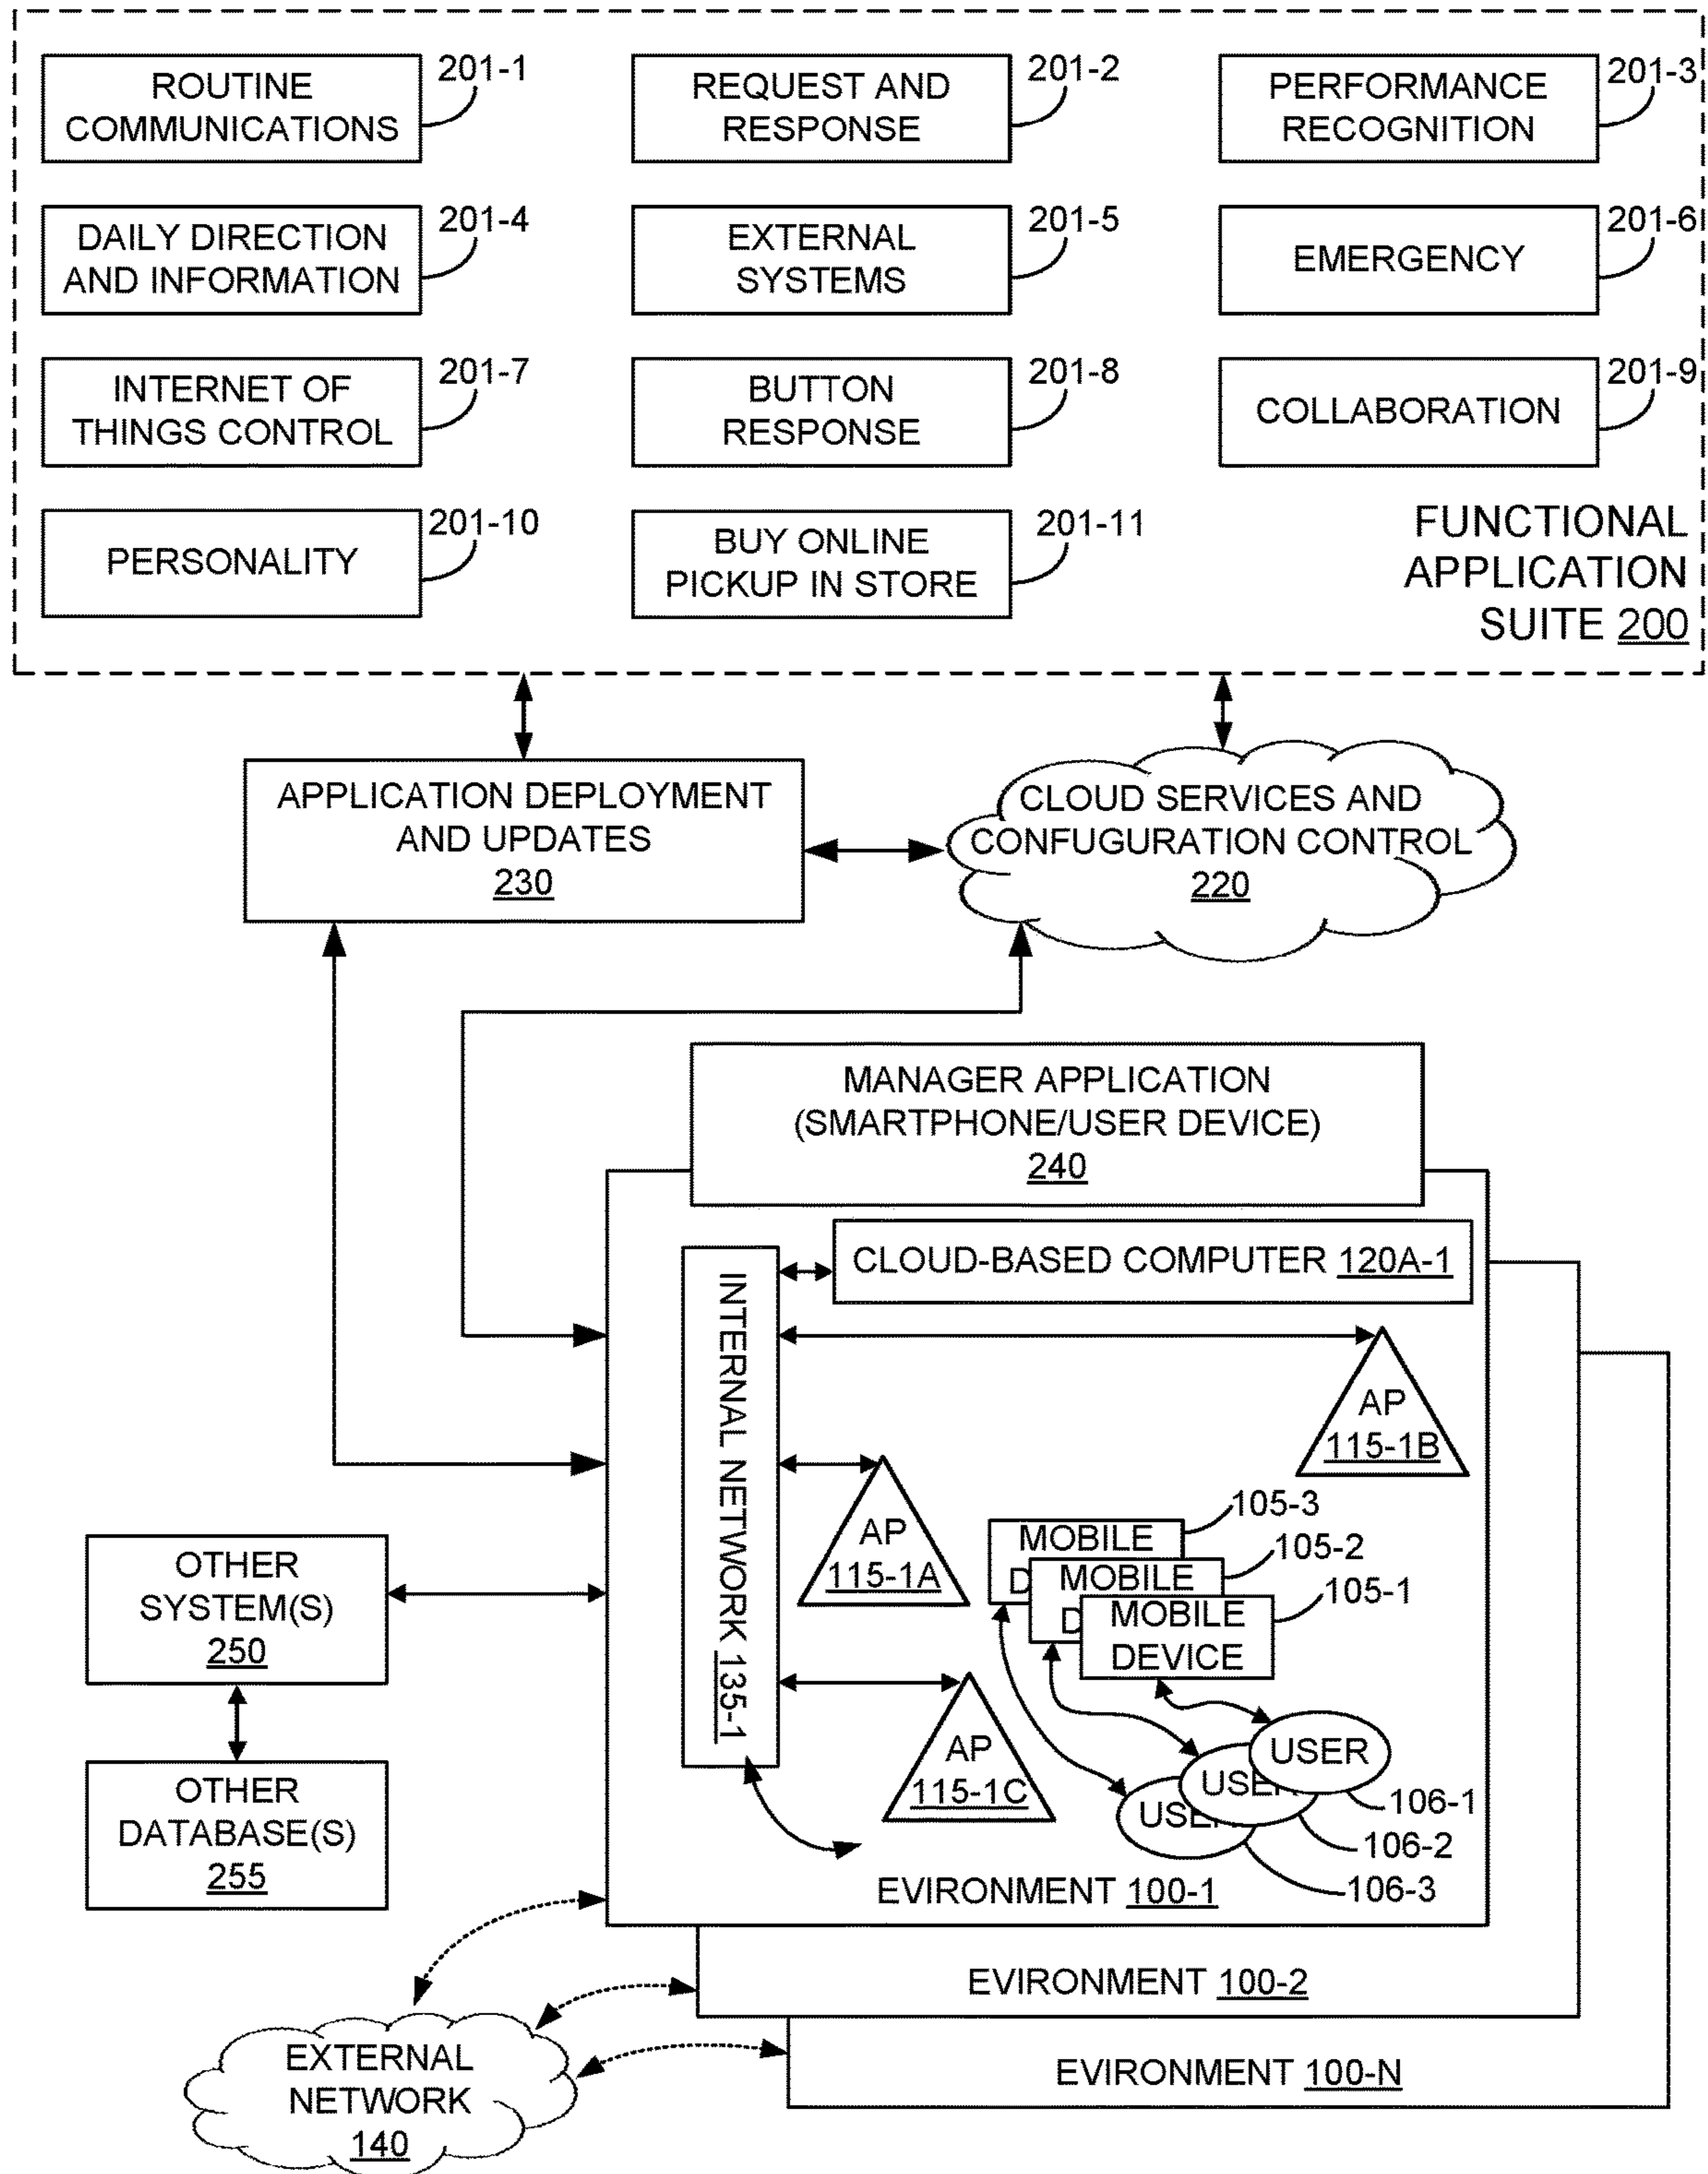 ROUTINE
COMMUNICATIONS
201-1
REQUEST AND
RESPONSE
201-2
PERFORMANCE
RECOGNITION
201-3
DAILY DIRECTION
AND INFORMATION
201-4
EXTERNAL
SYSTEMS
201-5
EMERGENCY
201-6
INTERNET OF
THINGS CONTROL
201-7
BUTTON
RESPONSE
201-8
COLLABORATION
201-9
PERSONALITY
201-10
BUY ONLINE
PICKUP IN STORE
201-11
FUNCTIONAL
APPLICATION
SUITE 200
APPLICATION DEPLOYMENT
AND UPDATES
230
CLOUD SERVICES AND
CONFUGURATION CONTROL
220
MANAGER APPLICATION
(SMARTPHONE/USER DEVICE)
240
CLOUD-BASED COMPUTER 120A-1
INTERNAL NETWORK 135-1
AP
115-1B
AP
115-1A
AP
115-1C
MOBILE
D
105-3
MOBILE
D
105-2
MOBILE
DEVICE
105-1
USER
106-1
USER
106-2
USER
106-3
EVIRONMENT 100-1
EVIRONMENT 100-2
EVIRONMENT 100-N
OTHER
SYSTEM(S)
250
OTHER
DATABASE(S)
255
EXTERNAL
NETWORK
140